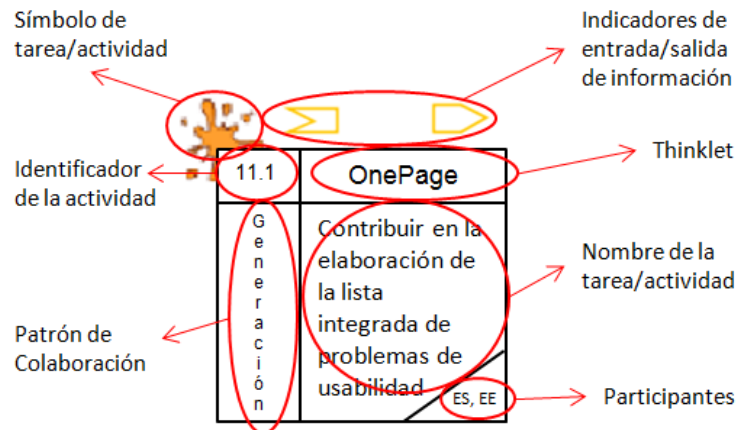 Símbolo de
tarea/actividad
Indicadores de
entrada/salida
de información
Identificador
de la actividad
11.1
OnePage
Thinklet
Generación
Contribuir en la
elaboración de
la lista
integrada de
problemas de
usabilidad
Nombre de la
tarea/actividad
Patrón de
Colaboración
ES, EE
Participantes